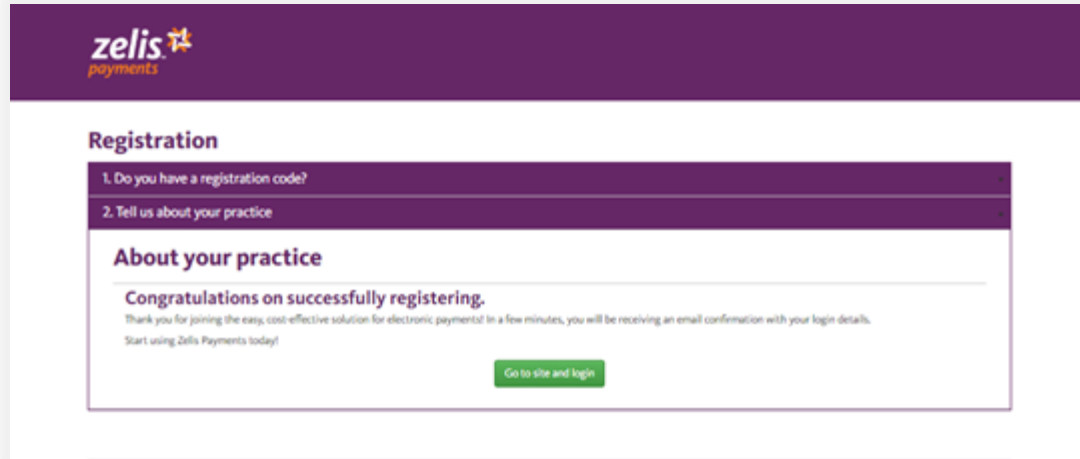 zelis
payments
Registration
1. Do you have a registration code?
2. Tell us about your practice
About your practice
Congratulations on successfully registering.
Thank you for joining the easy, cost-effective solution for electronic payments! In a few minutes, you will be receiving an email confirmation with your login details.
Start using Zelis Payments today!
Go to site and login